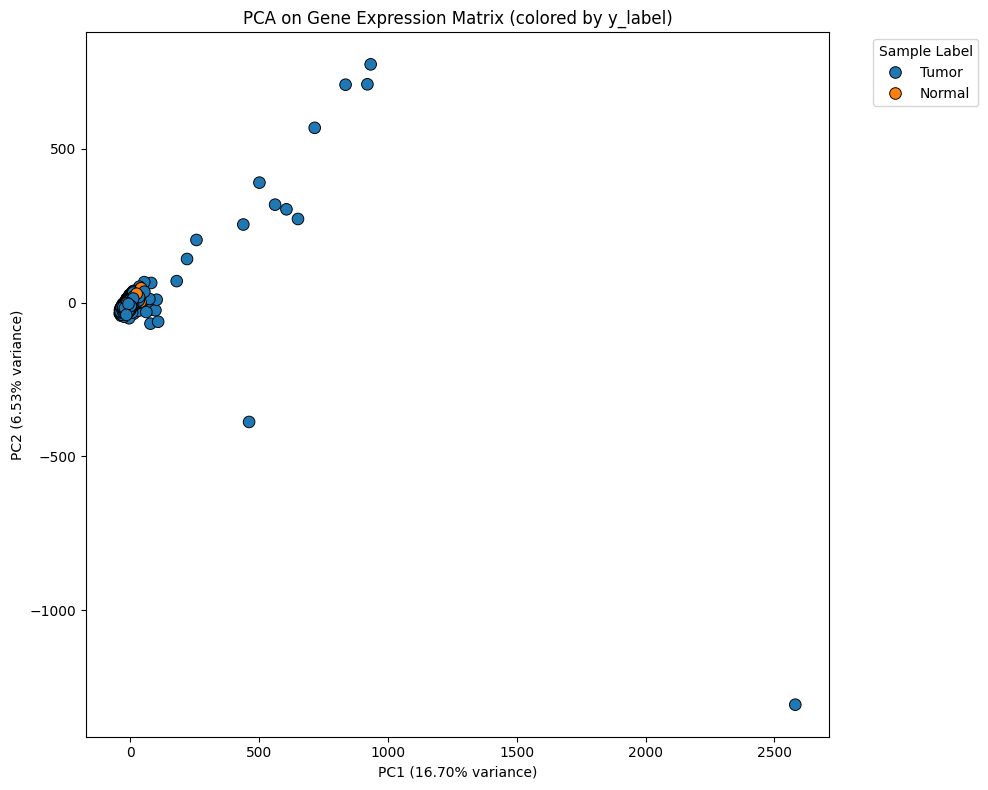 PCA on Gene Expression Matrix (colored by y_label)
Sample Label
Tumor
Normal
500
0
−500
−1000
PC2 (6.53% variance)
0
500
1000
1500
2000
2500
PC1 (16.70% variance)